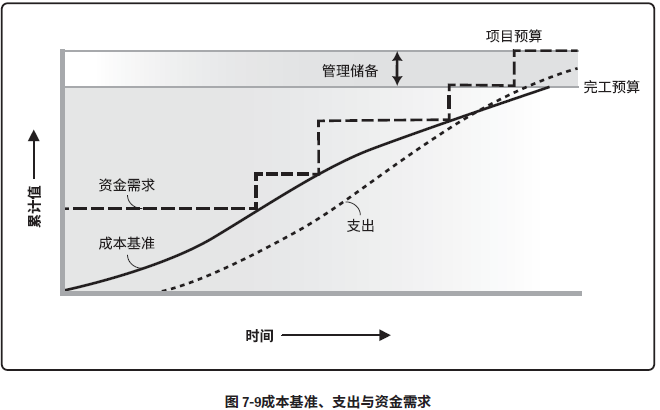 项目预算
管理储备
完工预算
资金需求
累计值
成本基准
支出
时间
图 7-9成本基准、支出与资金需求